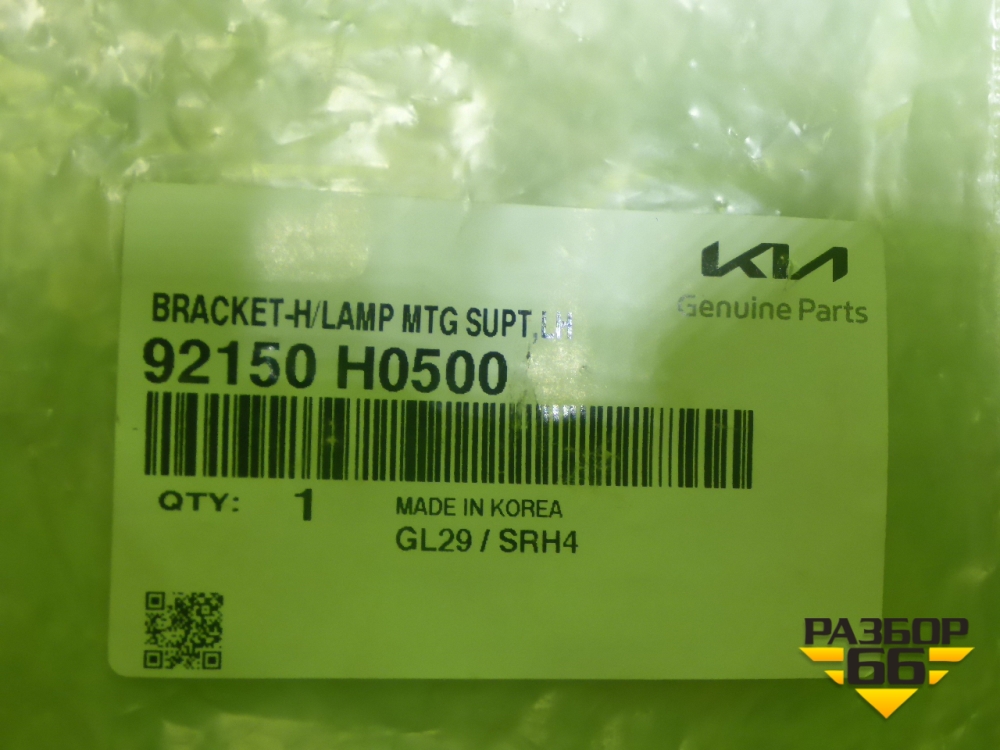 KIA
Genuine Parts
BRACKET-H/LAMP MTG SUPT,LH
92150 H0500
QTY: 1
MADE IN KOREA
GL29 / SRH4
РАЗБОР
66